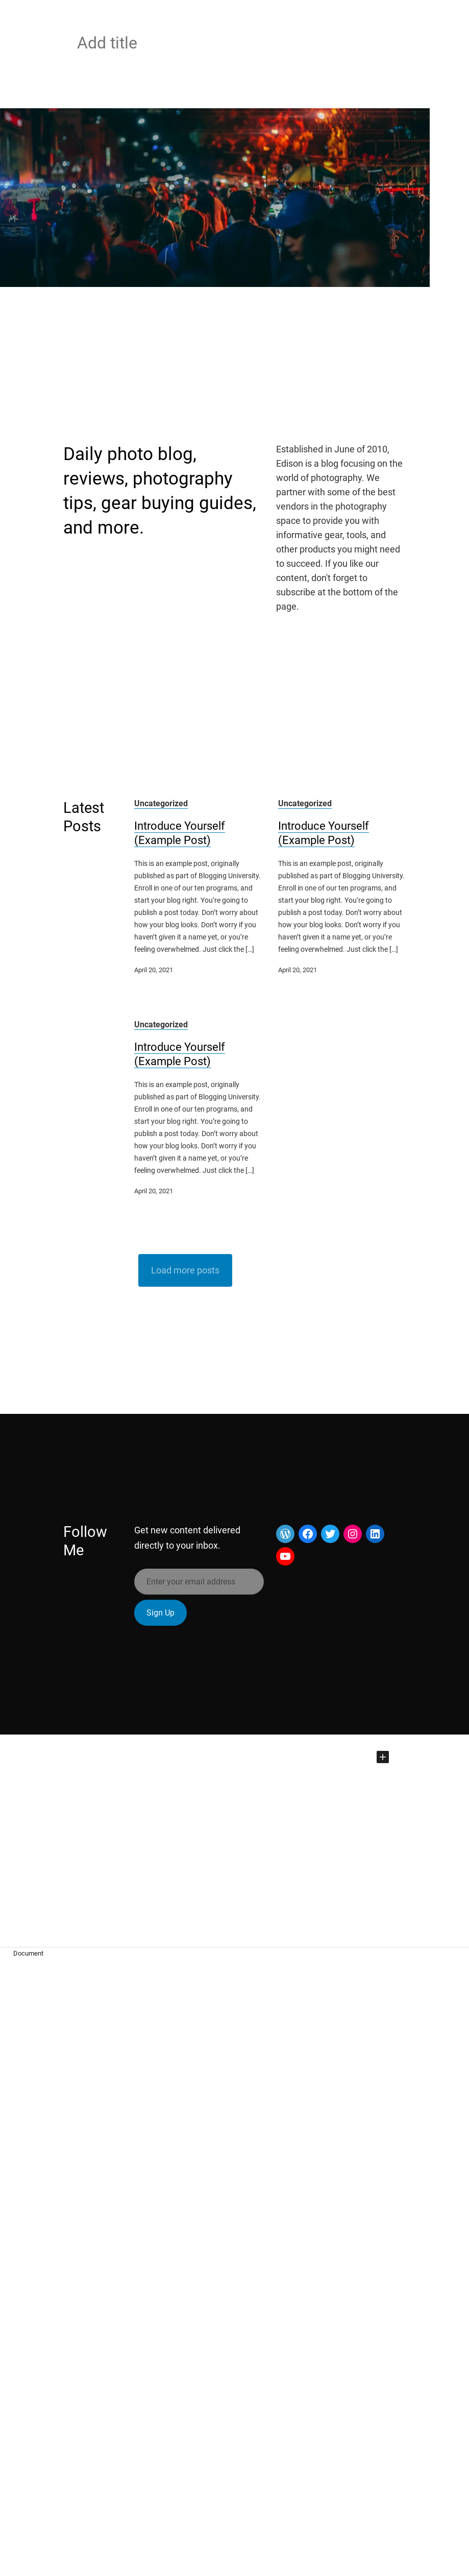 Add title
Daily photo blog,
reviews, photography
tips, gear buying guides,
and more.
Established in June of 2010,
Edison is a blog focusing on the
world of photography. We
partner with some of the best
vendors in the photography
space to provide you with
informative gear, tools, and
other products you might need
to succeed. If you like our
content, don't forget to
subscribe at the bottom of the
page.
Latest
Posts
Uncategorized
Introduce Yourself
(Example Post)
This is an example post, originally
published as part of Blogging University.
Enroll in one of our ten programs, and
start your blog right. You're going to
publish a post today. Don't worry about
how your blog looks. Don't worry if you
haven't given it a name yet, or you're
feeling overwhelmed. Just click the [...]
April 20, 2021
Uncategorized
Introduce Yourself
(Example Post)
This is an example post, originally
published as part of Blogging University.
Enroll in one of our ten programs, and
start your blog right. You're going to
publish a post today. Don't worry about
how your blog looks. Don't worry if you
haven't given it a name yet, or you're
feeling overwhelmed. Just click the [...]
April 20, 2021
Uncategorized
Introduce Yourself
(Example Post)
This is an example post, originally
published as part of Blogging University.
Enroll in one of our ten programs, and
start your blog right. You're going to
publish a post today. Don't worry about
how your blog looks. Don't worry if you
haven't given it a name yet, or you're
feeling overwhelmed. Just click the [...]
April 20, 2021
Load more posts
Follow
Me
Get new content delivered
directly to your inbox.
Enter your email address
Sign Up
Document